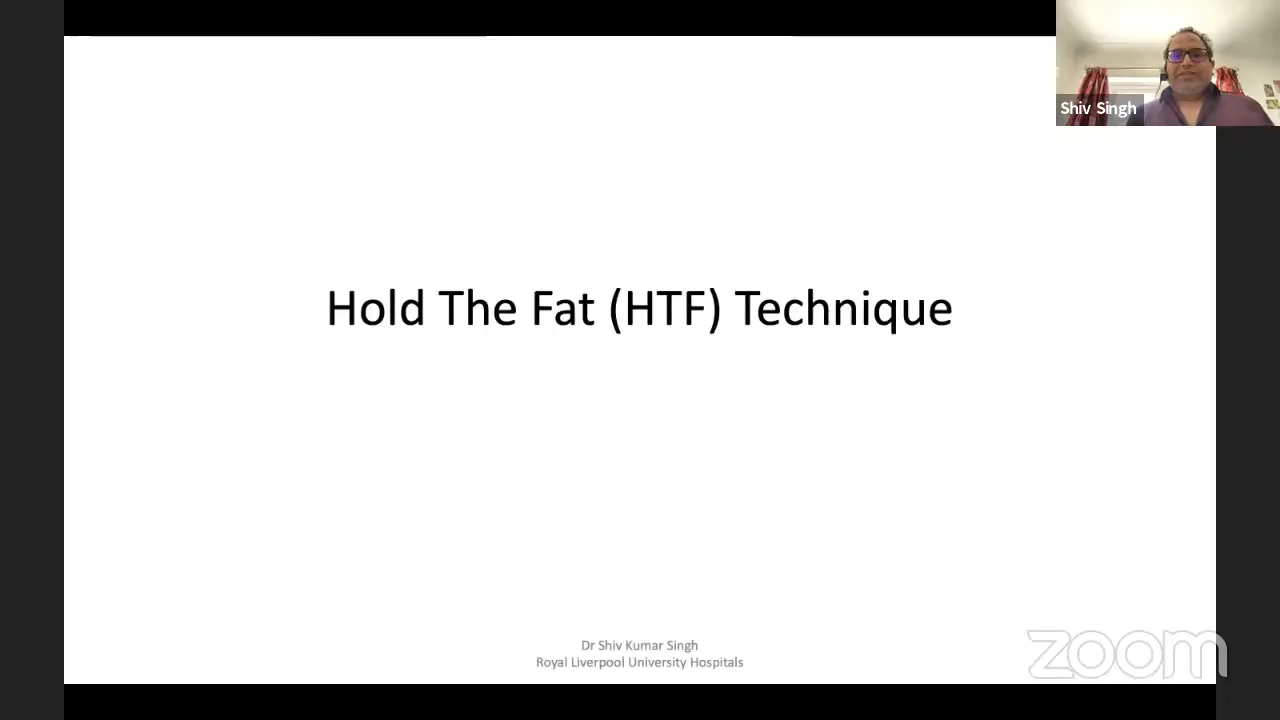 Shiv Singh
Hold The Fat (HTF) Technique
Dr Shiv Kumar Singh
Royal Liverpool University Hospitals
zoom